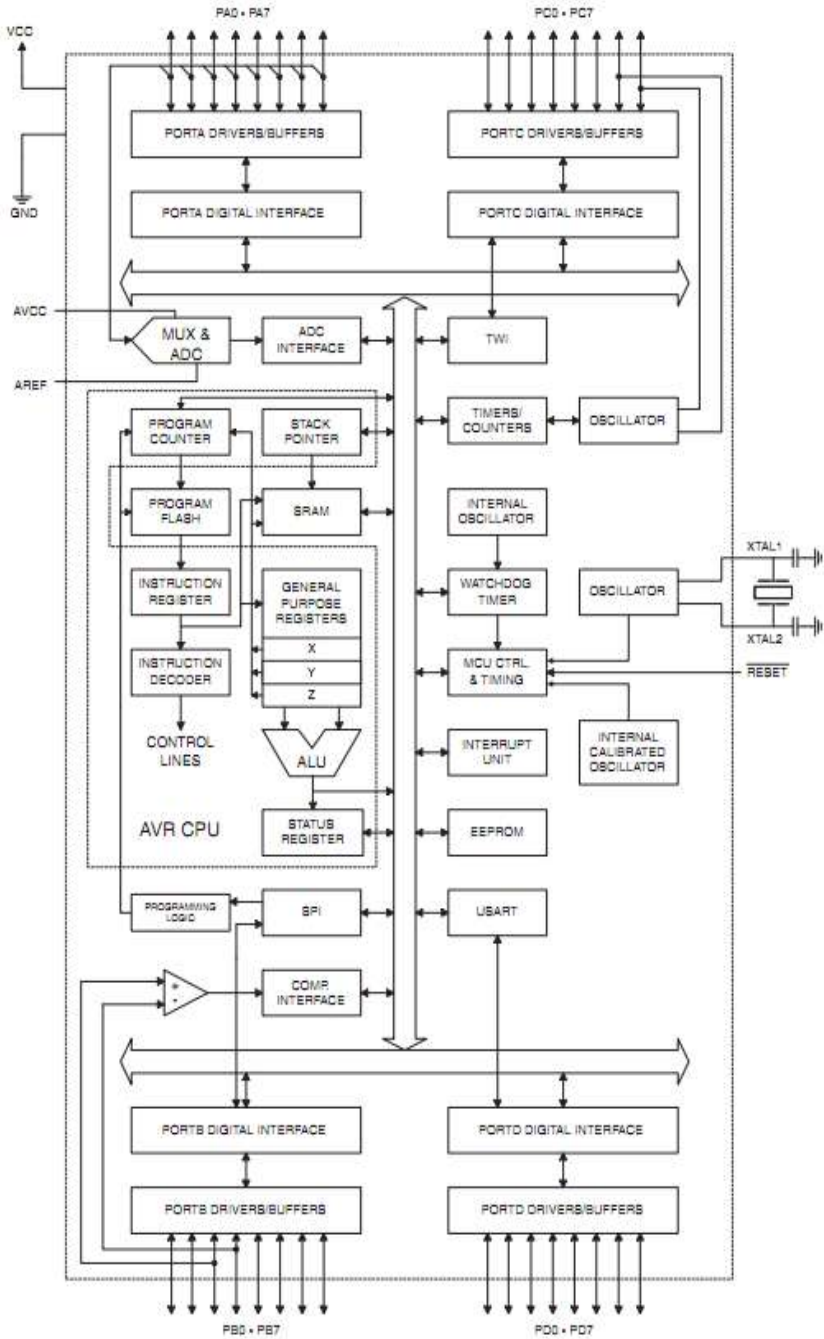 PA0 - PA7
PC0 - PC7
VCC
GND
PORTA DRIVERS/BUFFERS
PORTC DRIVERS/BUFFERS
PORTA DIGITAL INTERFACE
PORTC DIGITAL INTERFACE
AVCC
AREF
MUX &
ADC
ADC
INTERFACE
TWI
PROGRAM
COUNTER
STACK
POINTER
TIMERS/
COUNTERS
OSCILLATOR
PROGRAM
FLASH
SRAM
INTERNAL
OSCILLATOR
INSTRUCTION
REGISTER
GENERAL
PURPOSE
REGISTERS
X
Y
Z
WATCHDOG
TIMER
OSCILLATOR
XTAL1
XTAL2
INSTRUCTION
DECODER
MCU CTRL.
& TIMING
RESET
CONTROL
LINES
ALU
INTERRUPT
UNIT
INTERNAL
CALIBRATED
OSCILLATOR
AVR CPU
STATUS
REGISTER
EEPROM
PROGRAMMING
LOGIC
SPI
USART
+
-
COMP.
INTERFACE
PORTB DIGITAL INTERFACE
PORTD DIGITAL INTERFACE
PORTB DRIVERS/BUFFERS
PORTD DRIVERS/BUFFERS
PB0 - PB7
PD0 - PD7